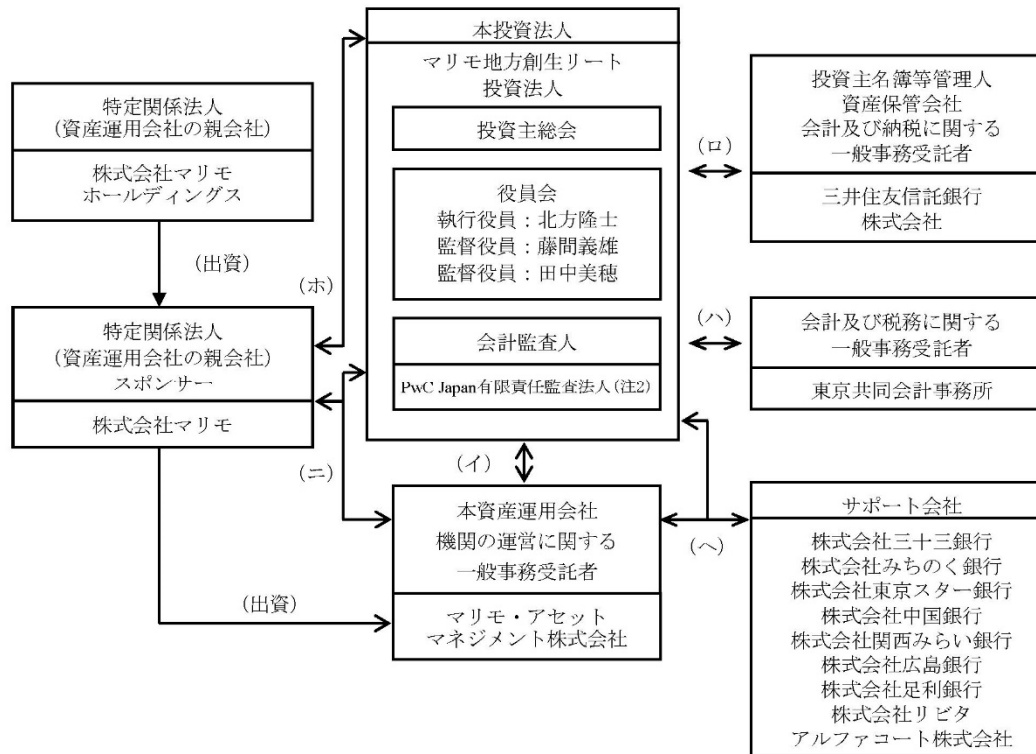 本投資法人
マリモ地方創生リート
投資法人
投資主総会
役員会
執行役員：北方隆士
監督役員：藤間義雄
監督役員：田中美穂
会計監査人
PwC Japan有限責任監査法人(注2)
特定関係法人
(資産運用会社の親会社)
株式会社マリモ
ホールディングス
(出資)
(ホ)
特定関係法人
(資産運用会社の親会社)
スポンサー
株式会社マリモ
(ニ)
(出資)
(イ)
本資産運用会社
機関の運営に関する
一般事務受託者
マリモ・アセット
マネジメント株式会社
(ロ)
投資主名簿等管理人
資産保管会社
会計及び納税に関する
一般事務受託者
三井住友信託銀行
株式会社
(ハ)
会計及び税務に関する
一般事務受託者
東京共同会計事務所
(ヘ)
サポート会社
株式会社三十三銀行
株式会社みちのく銀行
株式会社東京スター銀行
株式会社中国銀行
株式会社関西みらい銀行
株式会社広島銀行
株式会社足利銀行
株式会社リビタ
アルファコート株式会社